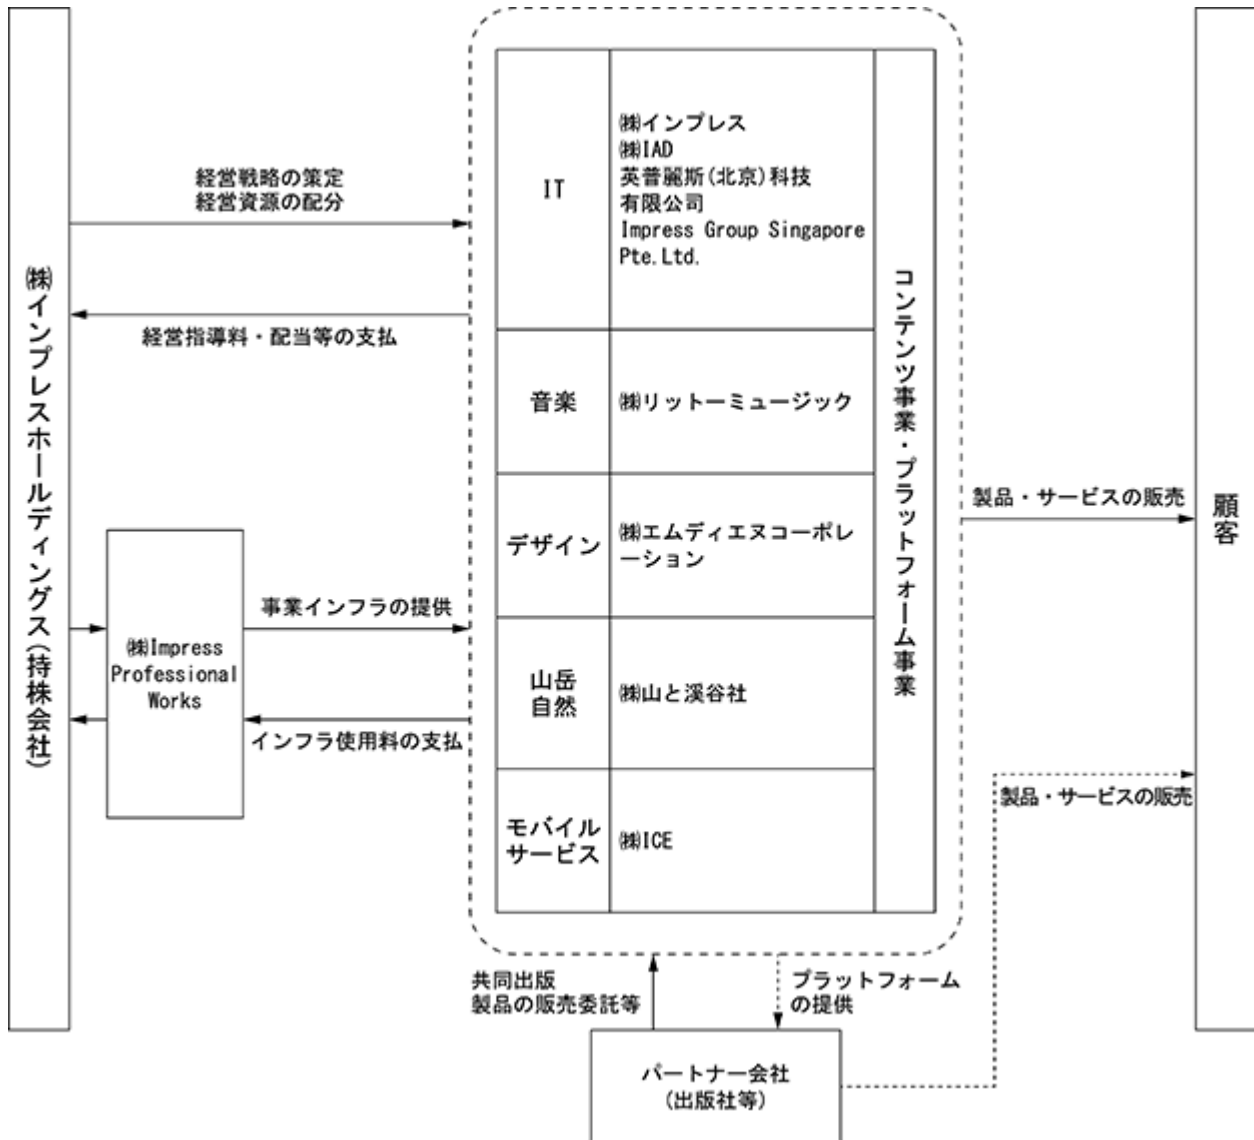 ㈱インプレスホールディングス(持株会社)
経営戦略の策定
経営資源の配分
経営指導料・配当等の支払
㈱Impress
Professional
Works
事業インフラの提供
インフラ使用料の支払
IT
㈱インプレス
㈱IAD
英普麗斯(北京)科技
有限公司
Impress Group Singapore
Pte.Ltd.
音楽
㈱リットーミュージック
デザイン
㈱エムディエヌコーポレ
ーション
山岳
自然
㈱山と溪谷社
モバイル
サービス
㈱ICE
コンテンツ事業・プラットフォーム事業
製品・サービスの販売
顧客
製品・サービスの販売
共同出版
製品の販売委託等
プラットフォーム
の提供
パートナー会社
(出版社等)